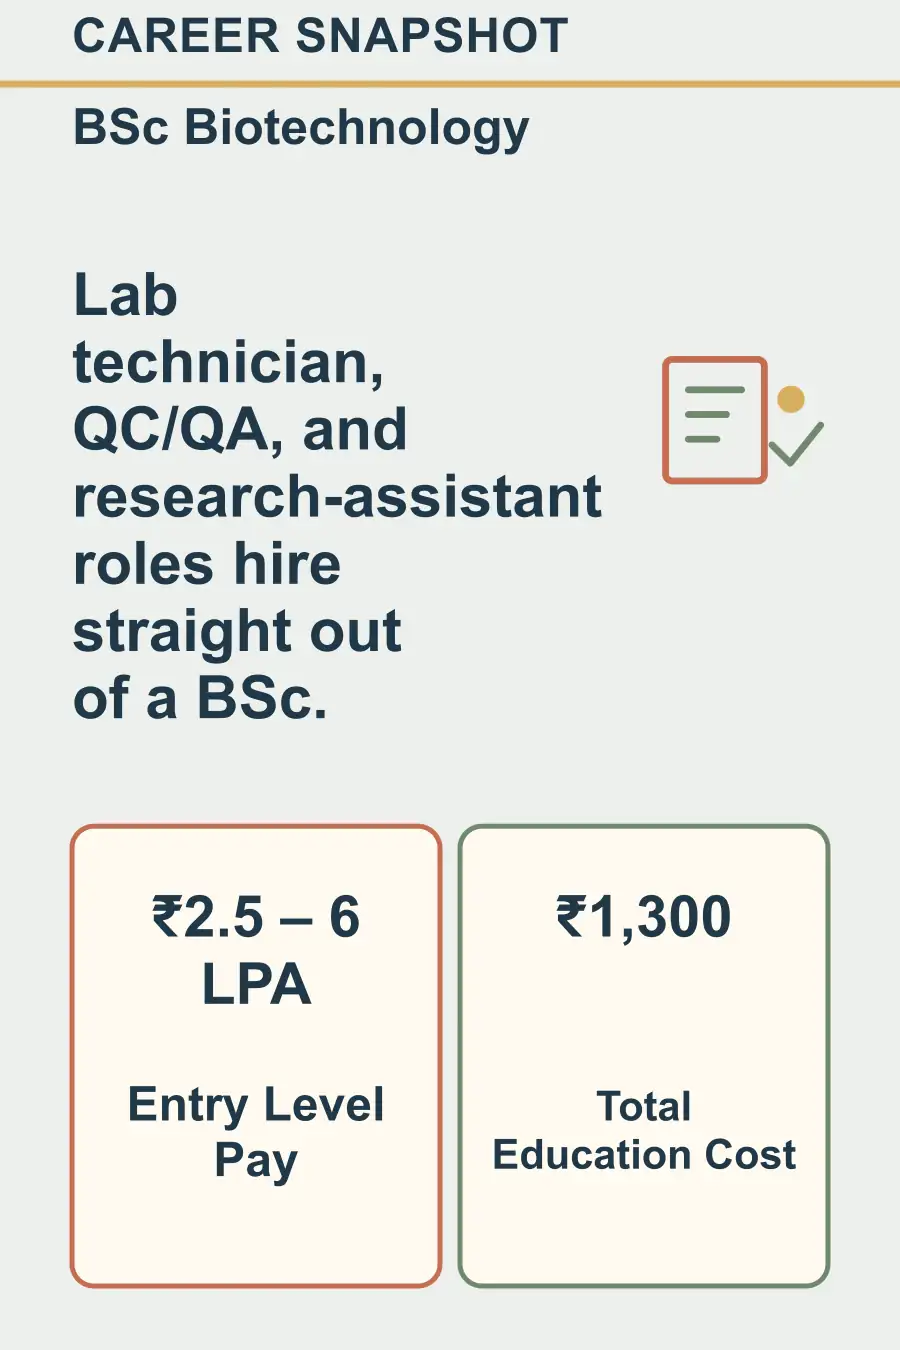 CAREER SNAPSHOT
BSc Biotechnology
Lab
technician,
QC/QA, and
research-assistant
roles hire
straight out
of a BSc.
₹2.5 – 6
LPA
Entry Level
Pay
₹1,300
Total
Education Cost